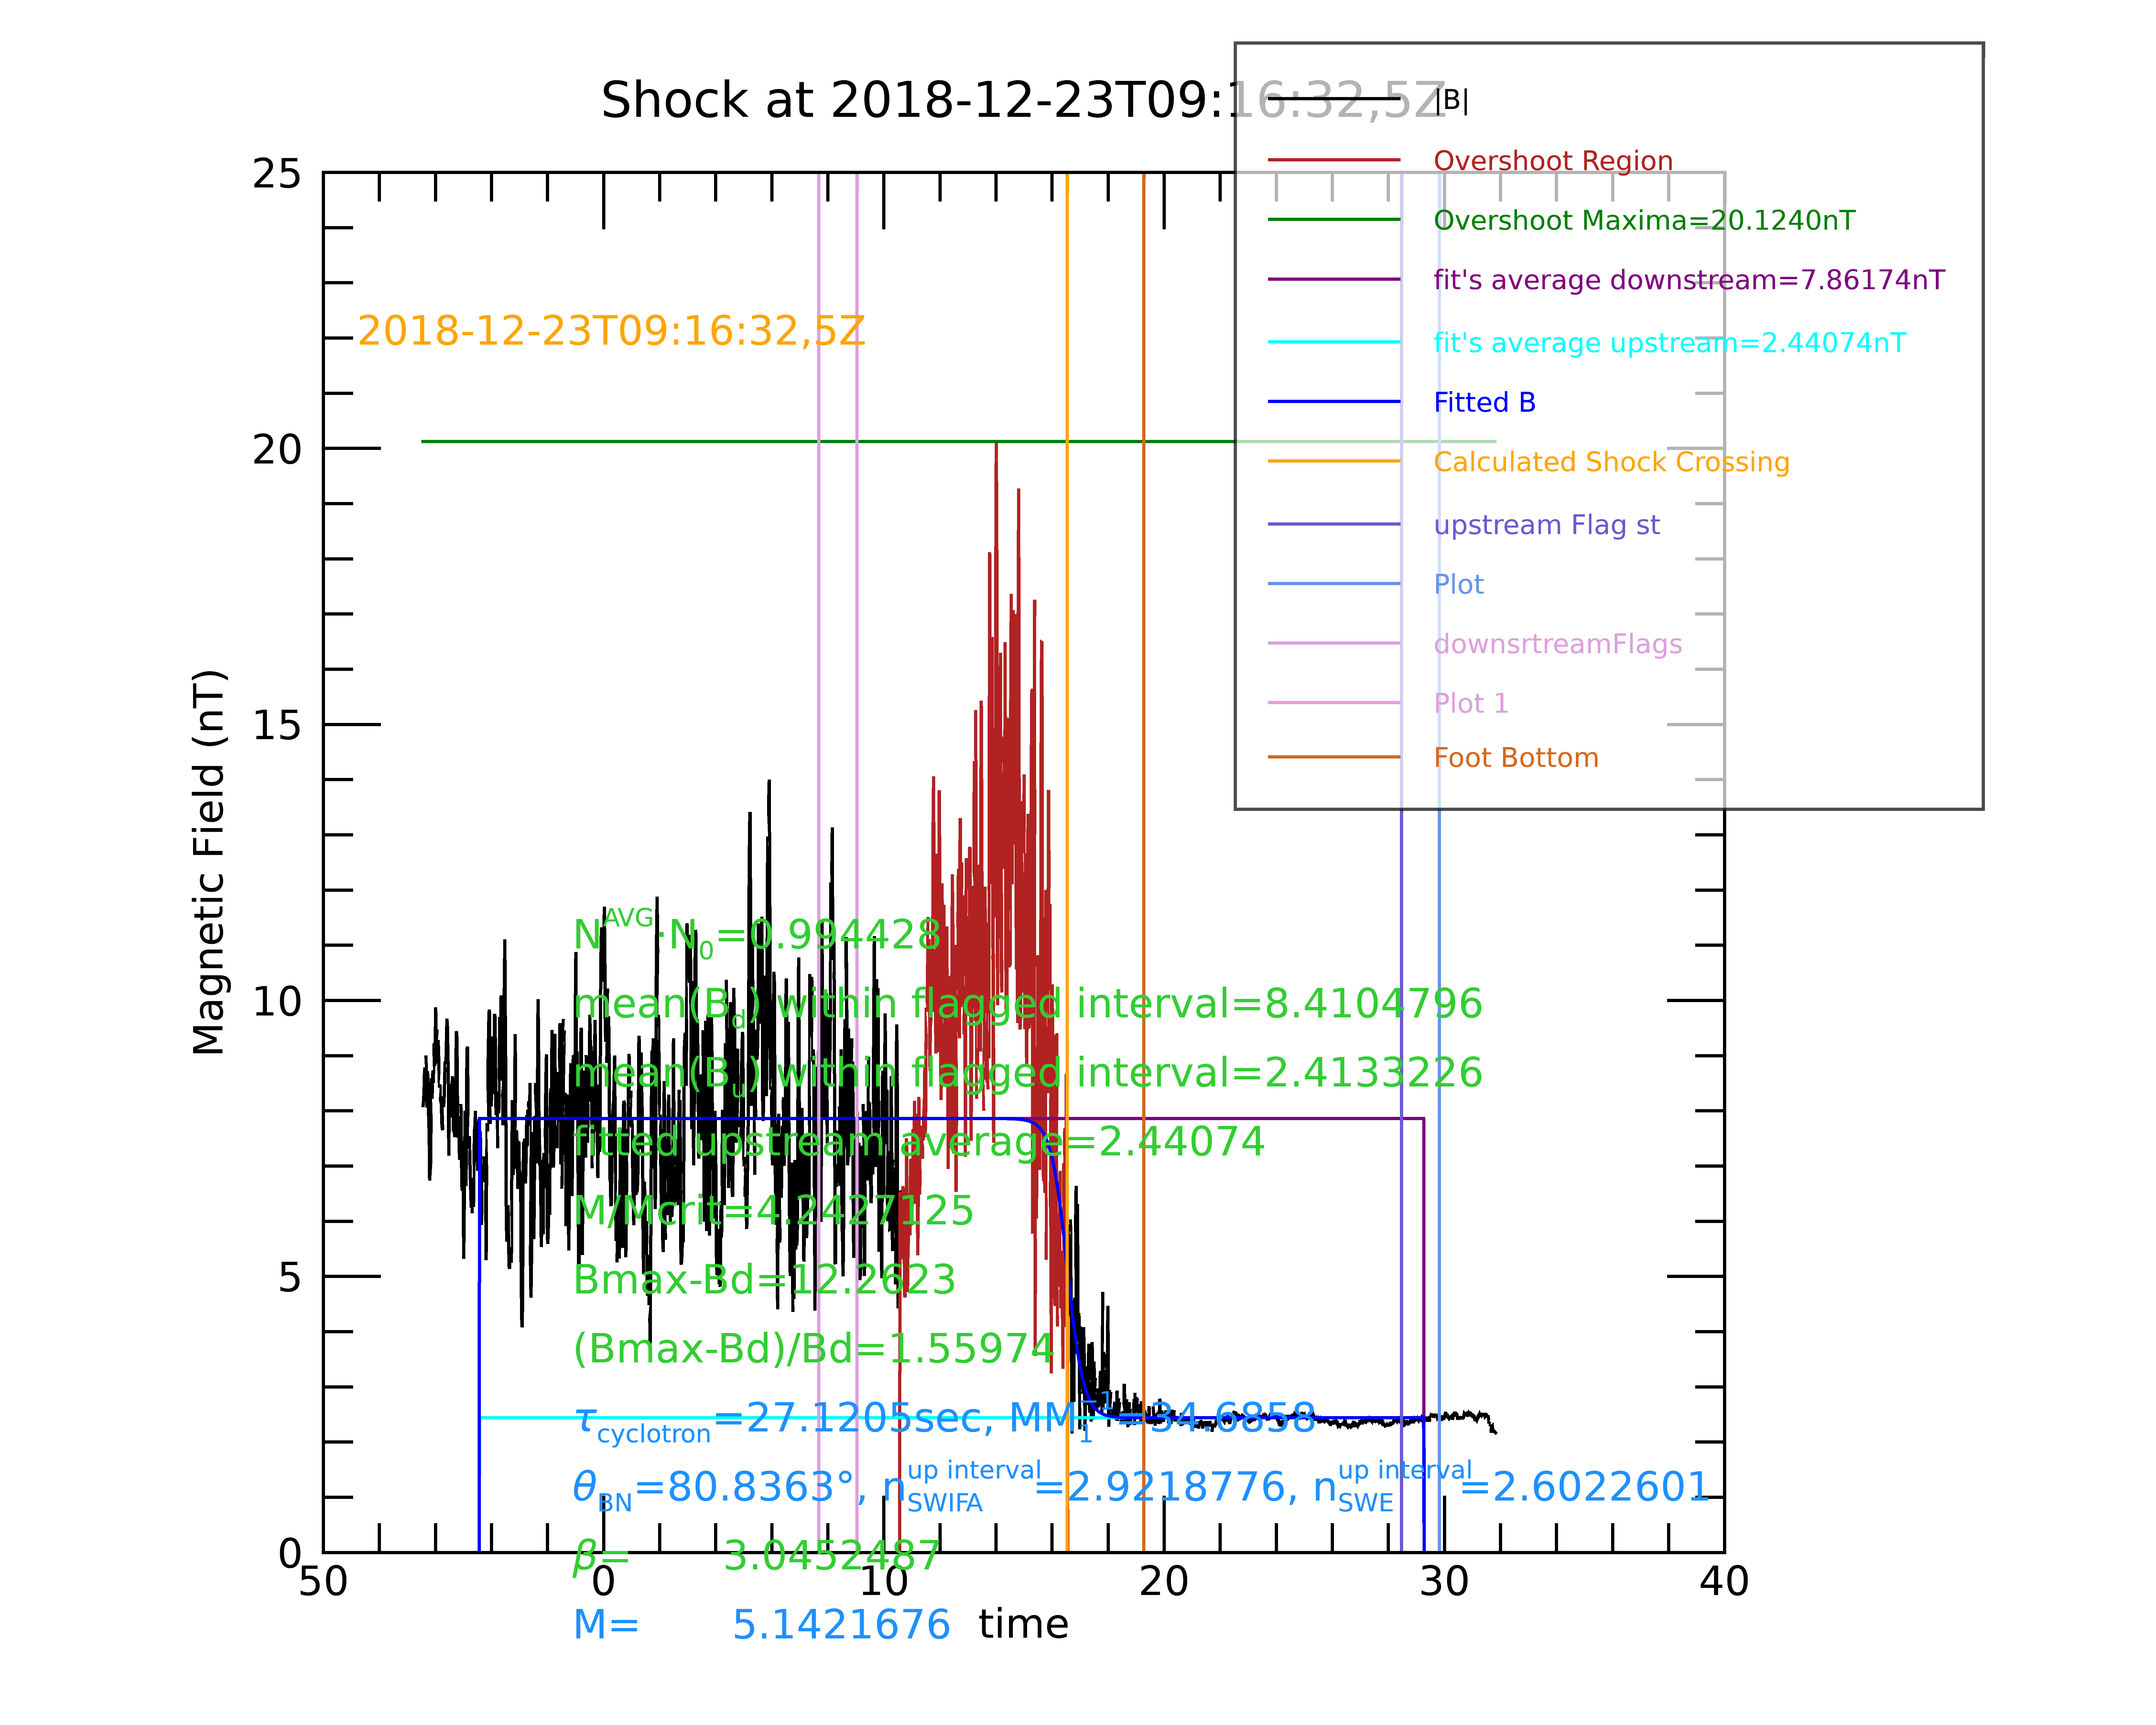 Shock at 2018-12-23T09:16:32,5Z
|B|
Overshoot Region
Overshoot Maxima=20.1240nT
fit's average downstream=7.86174nT
fit's average upstream=2.44074nT
Fitted B
Calculated Shock Crossing
upstream Flag st
Plot
downsrtreamFlags
Plot 1
Foot Bottom
2018-12-23T09:16:32,5Z
Magnetic Field (nT)
25
20
15
10
5
0
N^AVG·N_0=0.994428
mean(B_d) within flagged interval=8.4104796
mean(B_u) within flagged interval=2.4133226
fitted upstream average=2.44074
M/Mcrit=4.2427125
Bmax-Bd=12.2623
(Bmax-Bd)/Bd=1.55974
τ_cyclotron=27.1205sec, MM_1^-1=34.6858
θ_BN=80.8363°, n_SWIFA^up interval=2.9218776, n_SWE^up interval=2.6022601
β= 3.0452487
50 0 10 20 30 40
M= 5.1421676
time